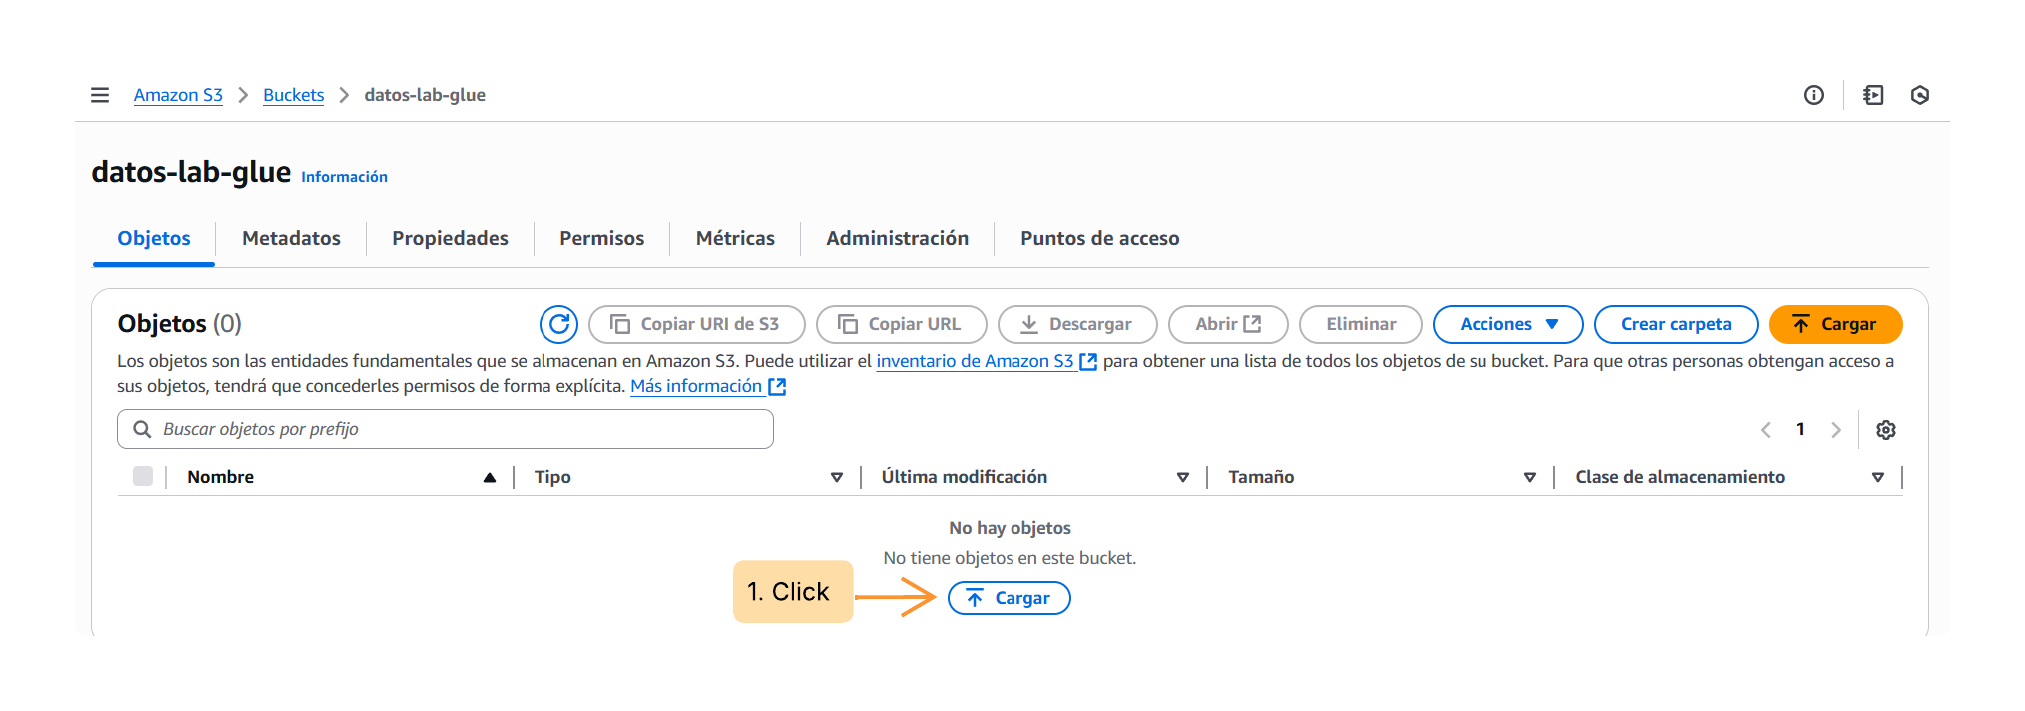 Amazon S3 > Buckets > datos-lab-glue
datos-lab-glue Información
Objetos Metadatos Propiedades Permisos Métricas Administración Puntos de acceso
Objetos (0) Copiar URI de S3 Copiar URL Descargar Abrir Eliminar Acciones Crear carpeta Cargar
Los objetos son las entidades fundamentales que se almacenan en Amazon S3. Puede utilizar el inventario de Amazon S3 para obtener una lista de todos los objetos de su bucket. Para que otras personas obtengan acceso a
sus objetos, tendrá que concederles permisos de forma explícita. Más información
Buscar objetos por prefijo < 1 >
Nombre Tipo Última modificación Tamaño Clase de almacenamiento
No hay objetos
No tiene objetos en este bucket.
1. Click Cargar